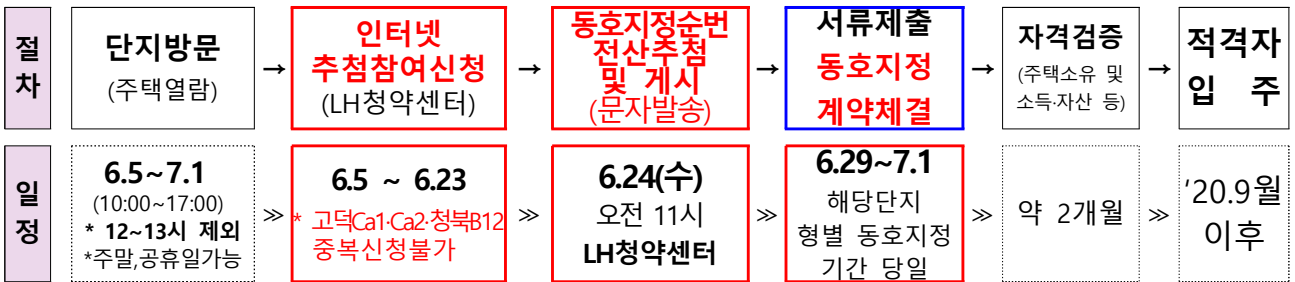 절
차
단지방문
(주택열람)
→
인터넷
추첨참여신청
(LH청약센터)
→
동호지정순번
전산추첨
및 게시
(문자발송)
→
서류제출
동호지정
계약체결
→
자격검증
(주택소유 및
소득·자산 등)
→
적격자
입 주
일
정
6.5~7.1
(10:00~17:00)
* 12~13시 제외
*주말,공휴일가능
≫
6.5 ~ 6.23
* 고덕Ca1·Ca2·청북B12
중복신청불가
≫
6.24(수)
오전 11시
LH청약센터
≫
6.29~7.1
해당단지
형별 동호지정
기간 당일
≫
약 2개월
≫
'20.9월
이후